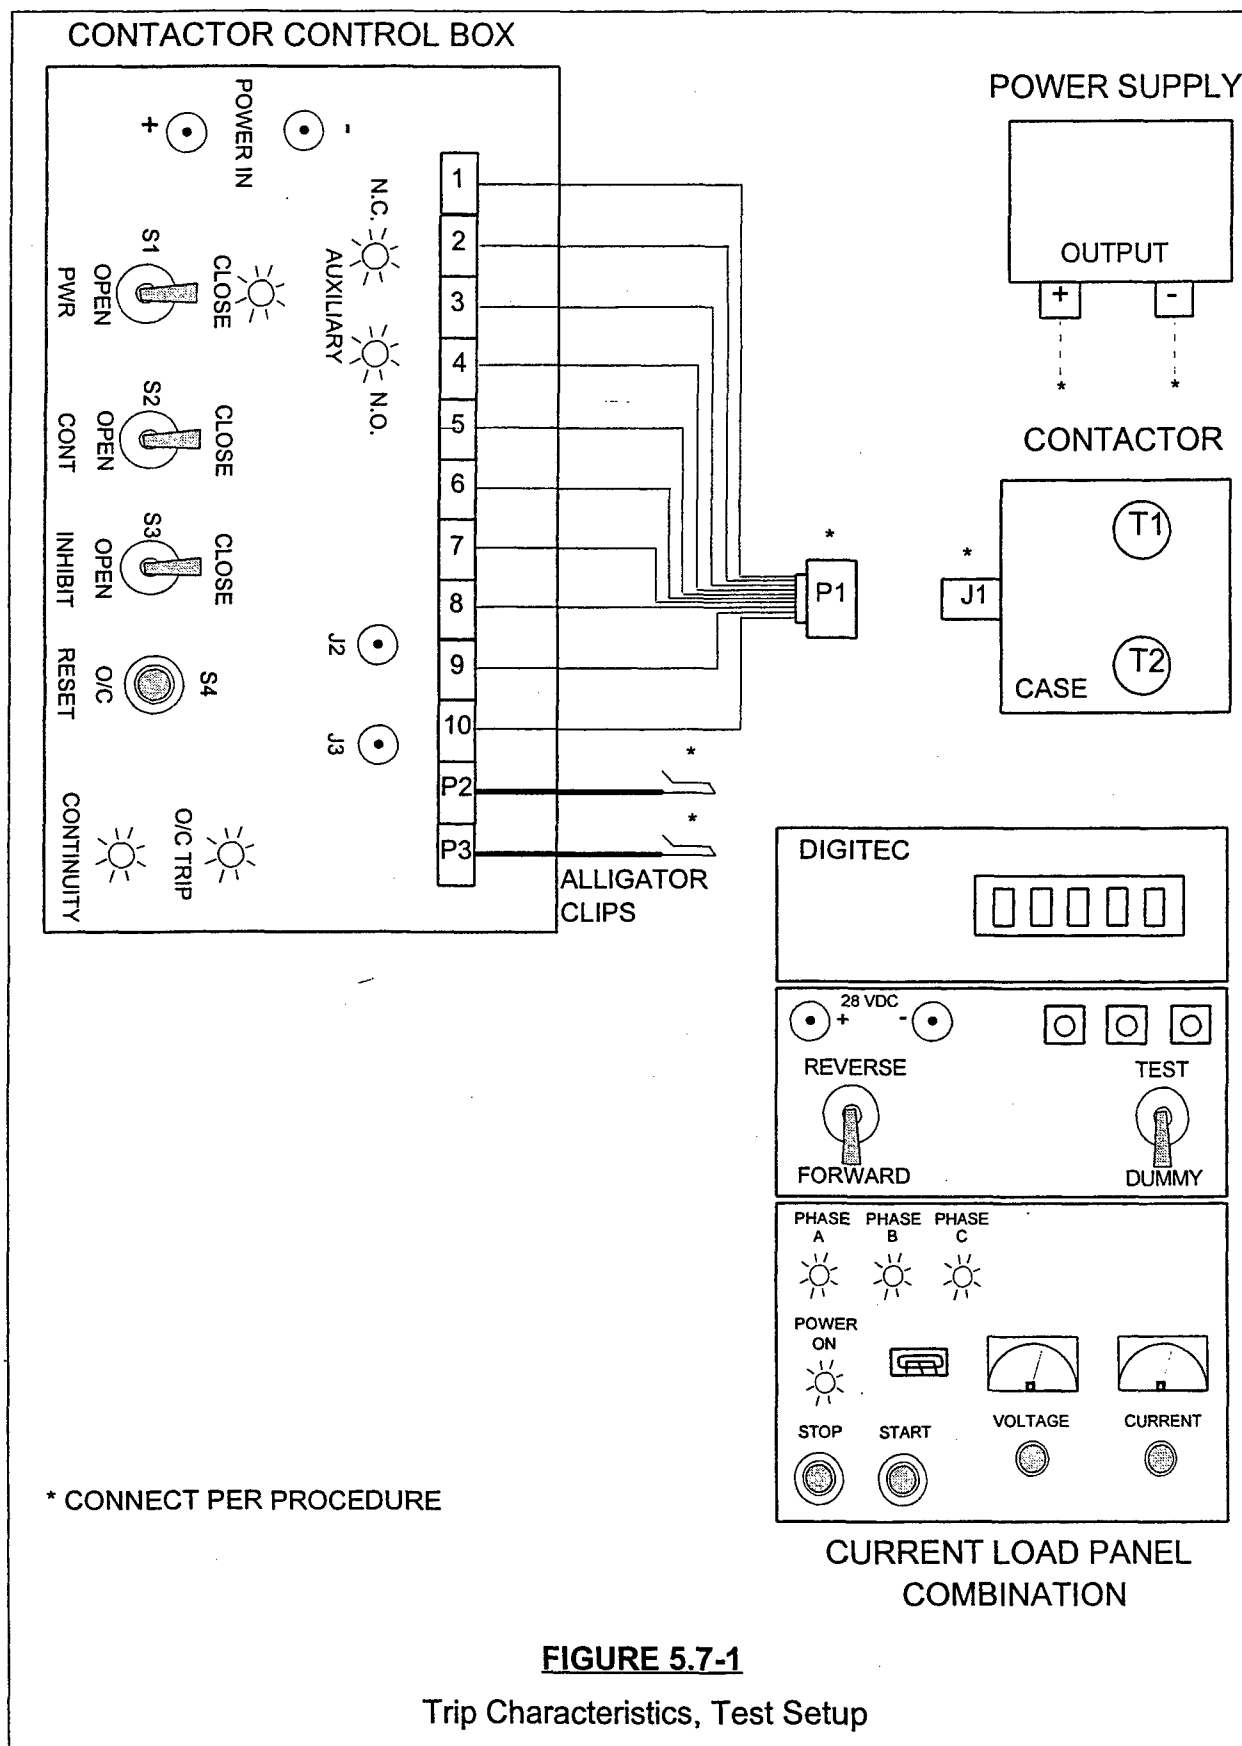 CONTACTOR CONTROL BOX
POWER SUPPLY
+
POWER IN
-
N.C.
AUXILIARY
N.O.
S1
OPEN
CLOSE
PWR
S2
OPEN
CLOSE
CONT
S3
OPEN
CLOSE
INHIBIT
S4
O/C
RESET
J2
J3
O/C TRIP
CONTINUITY
1
2
3
4
5
6
7
8
9
10
P2
P3
*
*
ALLIGATOR
CLIPS
*
P1
OUTPUT
+
-
*
*
CONTACTOR
T1
*
J1
T2
CASE
DIGITEC
28 VDC
+
-
REVERSE
TEST
FORWARD
DUMMY
PHASE PHASE PHASE
A B C
POWER
ON
STOP
START
VOLTAGE
CURRENT
* CONNECT PER PROCEDURE
CURRENT LOAD PANEL
COMBINATION
FIGURE 5.7-1
Trip Characteristics, Test Setup